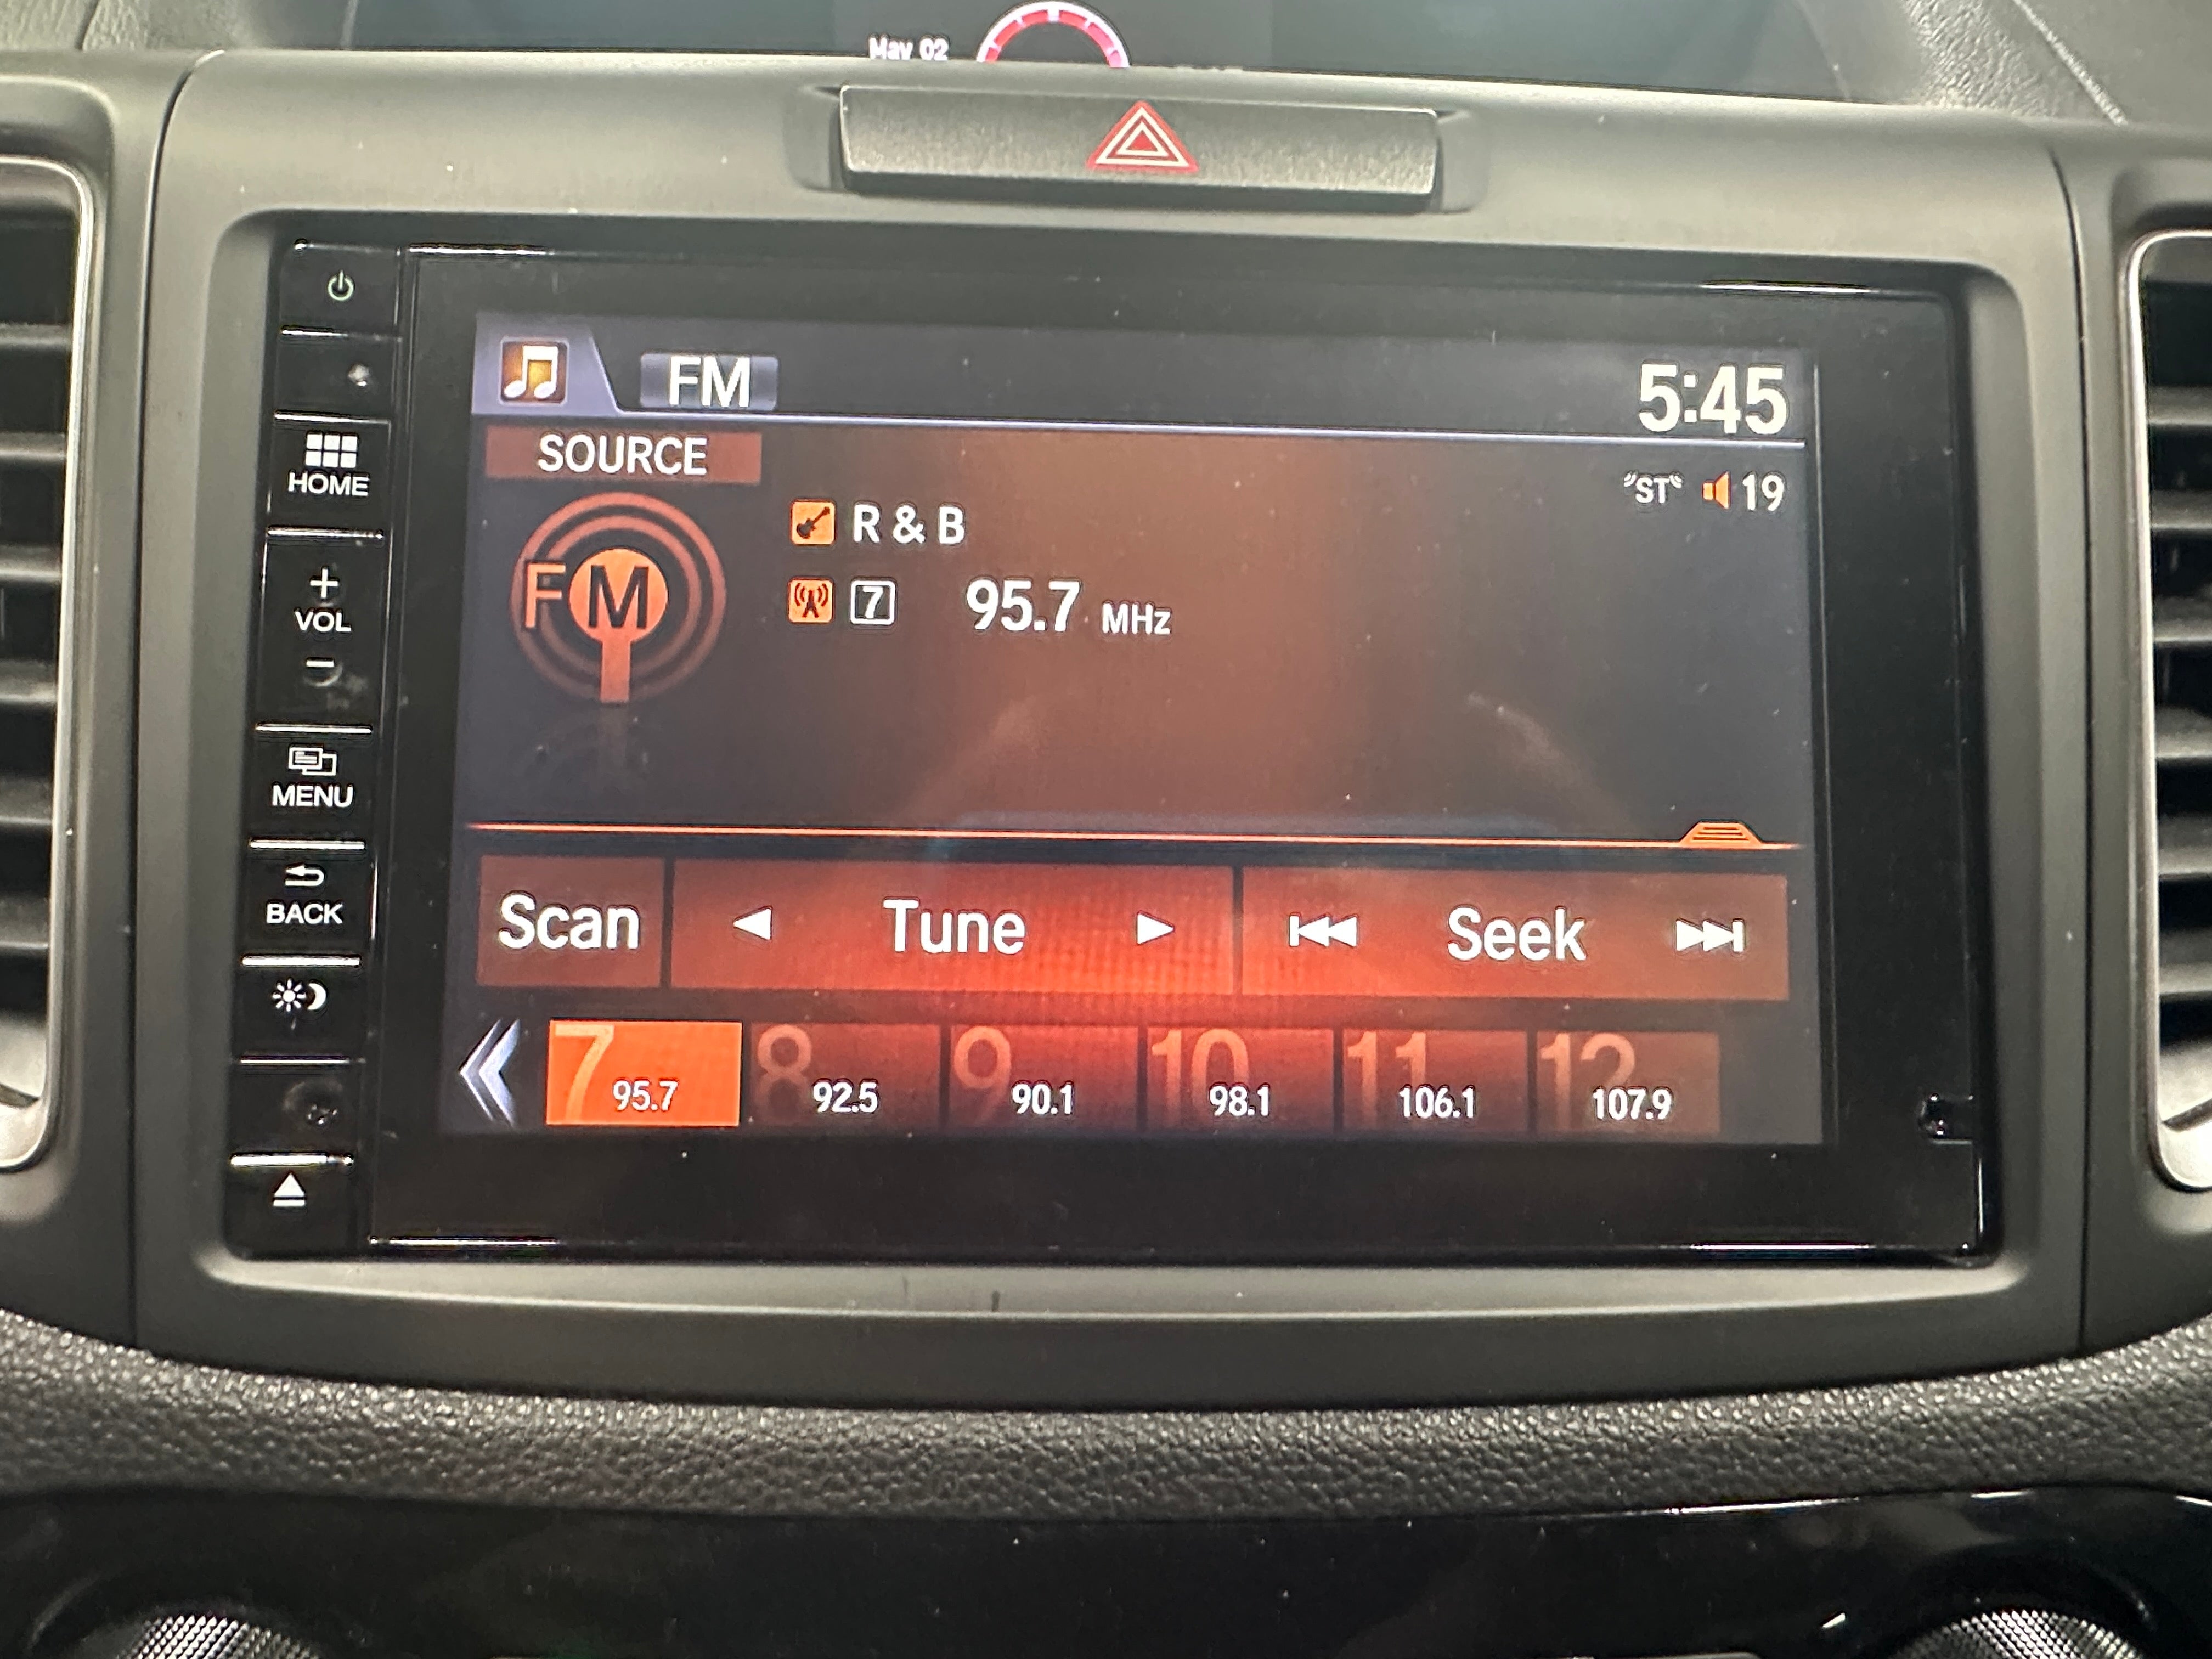 May 02
FM
5:45
SOURCE
"ST" 19
HOME
R & B
FM
7 95.7 MHz
+
VOL
−
MENU
Scan Tune Seek
BACK
7 8 9 10 11 12
95.7 92.5 90.1 98.1 106.1 107.9